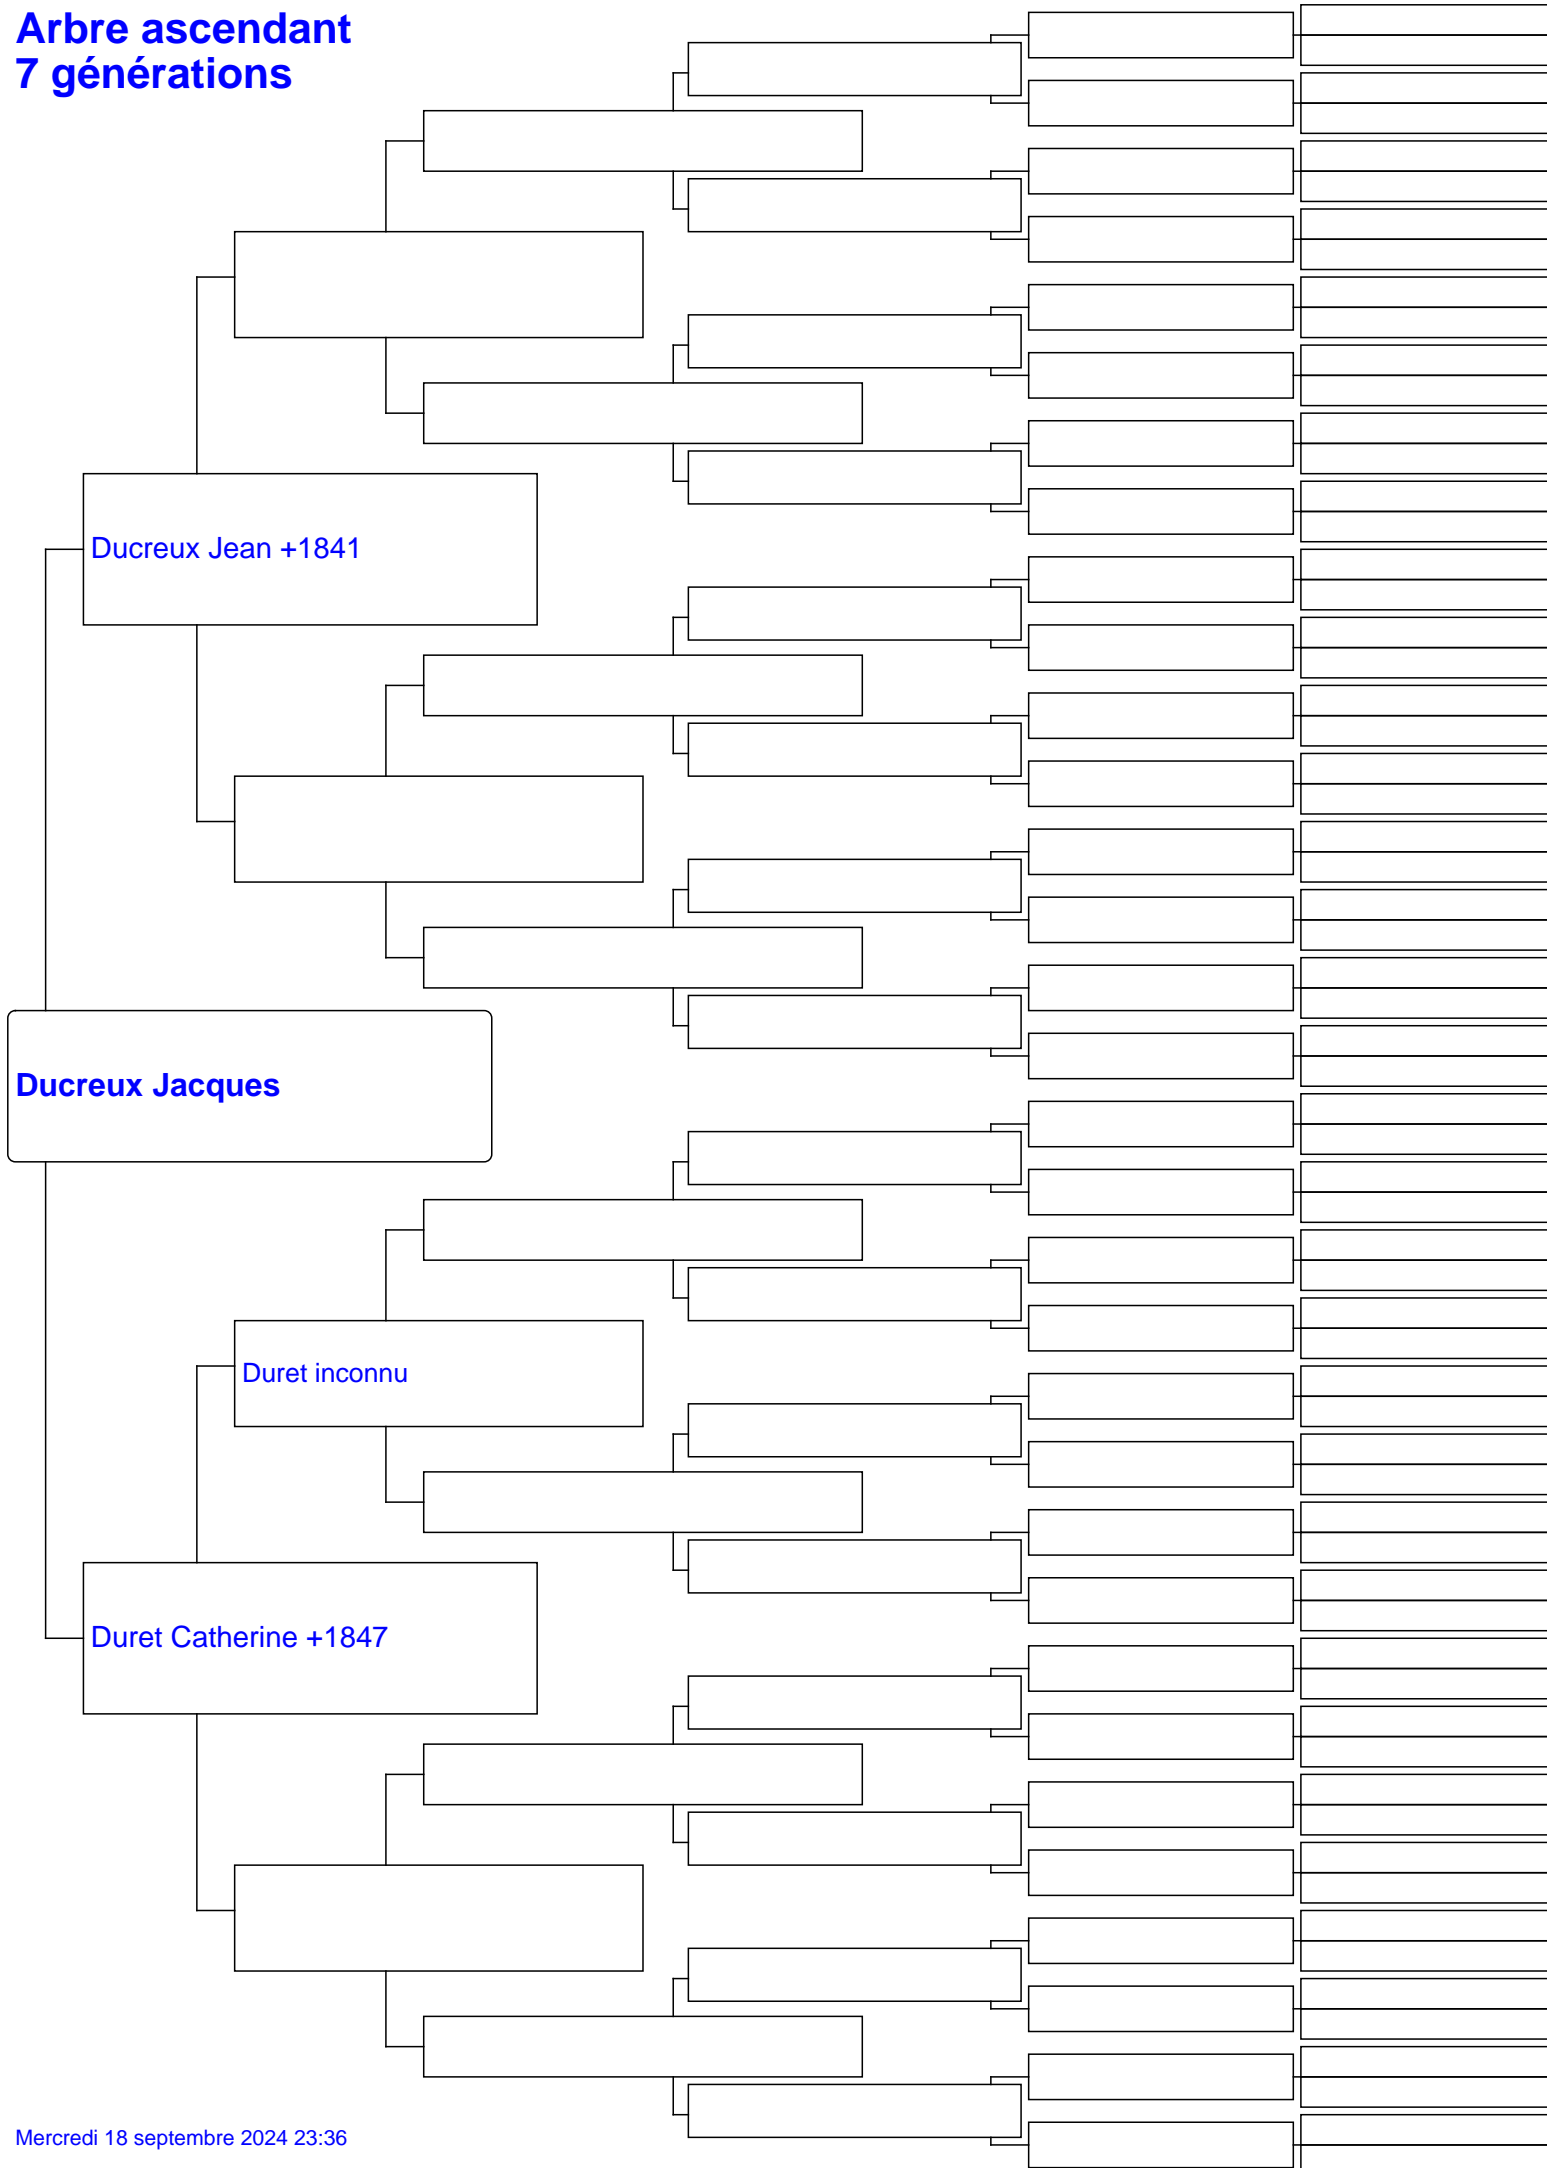 Arbre ascendant
7 générations
Ducreux Jean +1841
Ducreux Jacques
Duret inconnu
Duret Catherine +1847
Mercredi 18 septembre 2024 23:36